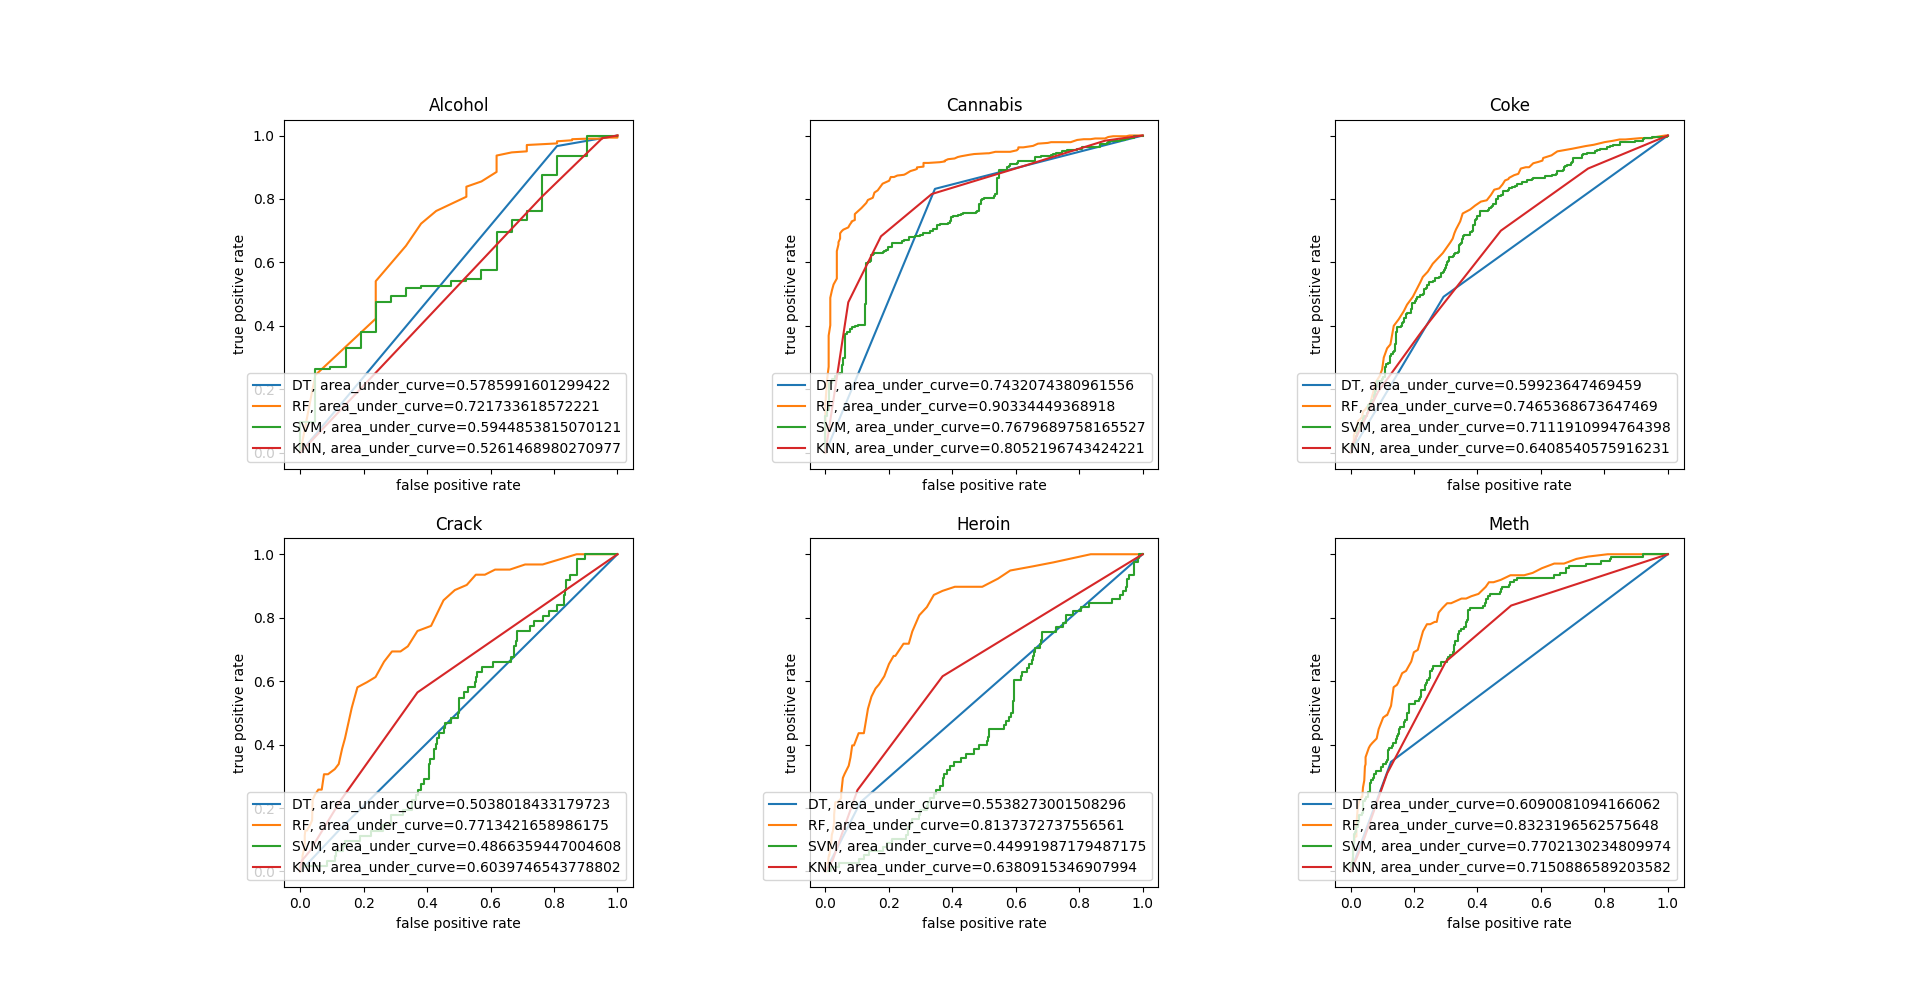 Alcohol
1.0
0.8
0.6
0.4
0.2
0.0
true positive rate
DT, area_under_curve=0.5785991601299422
RF, area_under_curve=0.721733618572221
SVM, area_under_curve=0.5944853815070121
KNN, area_under_curve=0.5261468980270977
false positive rate
Cannabis
true positive rate
DT, area_under_curve=0.7432074380961556
RF, area_under_curve=0.90334449368918
SVM, area_under_curve=0.7679689758165527
KNN, area_under_curve=0.8052196743424221
false positive rate
Coke
true positive rate
DT, area_under_curve=0.59923647469459
RF, area_under_curve=0.7465368673647469
SVM, area_under_curve=0.7111910994764398
KNN, area_under_curve=0.6408540575916231
false positive rate
Crack
1.0
0.8
0.6
0.4
0.2
0.0
true positive rate
DT, area_under_curve=0.5038018433179723
RF, area_under_curve=0.7713421658986175
SVM, area_under_curve=0.4866359447004608
KNN, area_under_curve=0.6039746543778802
0.0 0.2 0.4 0.6 0.8 1.0
false positive rate
Heroin
true positive rate
DT, area_under_curve=0.5538273001508296
RF, area_under_curve=0.8137372737556561
SVM, area_under_curve=0.44991987179487175
KNN, area_under_curve=0.6380915346907994
0.0 0.2 0.4 0.6 0.8 1.0
false positive rate
Meth
true positive rate
DT, area_under_curve=0.6090081094166062
RF, area_under_curve=0.8323196562575648
SVM, area_under_curve=0.7702130234809974
KNN, area_under_curve=0.7150886589203582
0.0 0.2 0.4 0.6 0.8 1.0
false positive rate